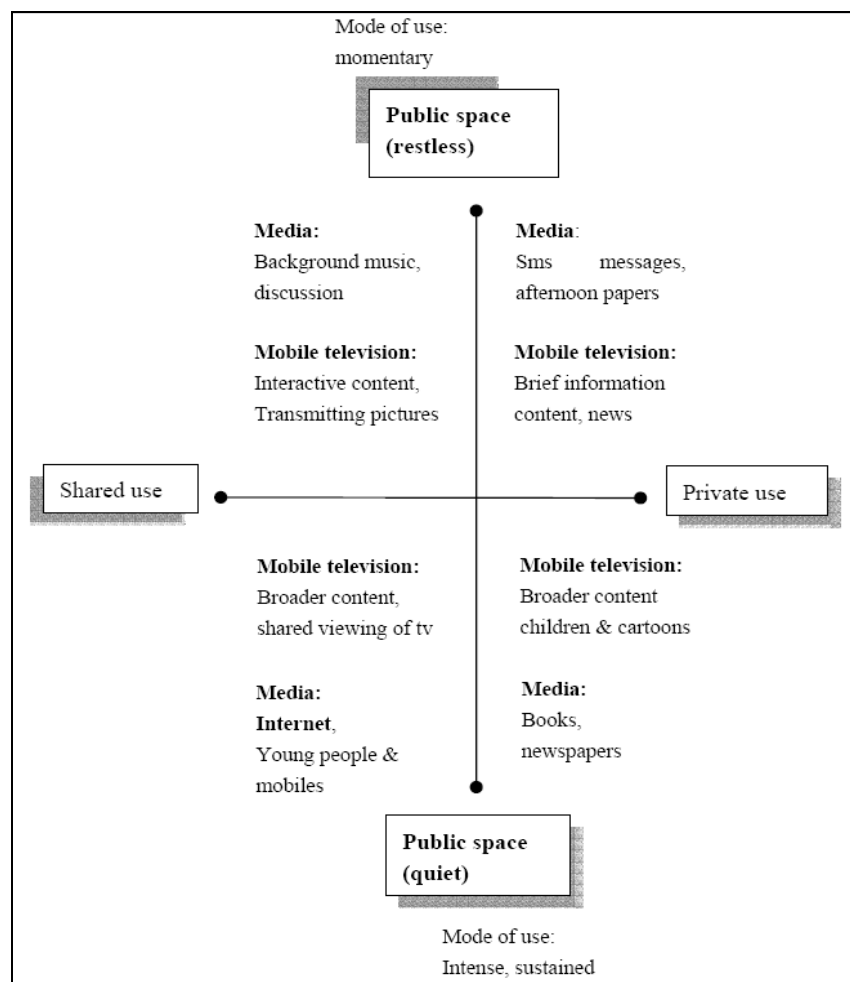 Mode of use:
momentary
Public space
(restless)
Media:
Background music,
discussion
Media:
Sms messages,
afternoon papers
Mobile television:
Interactive content,
Transmitting pictures
Mobile television:
Brief information
content, news
Shared use
Private use
Mobile television:
Broader content,
shared viewing of tv
Mobile television:
Broader content
children & cartoons
Media:
Internet,
Young people &
mobiles
Media:
Books,
newspapers
Public space
(quiet)
Mode of use:
Intense, sustained